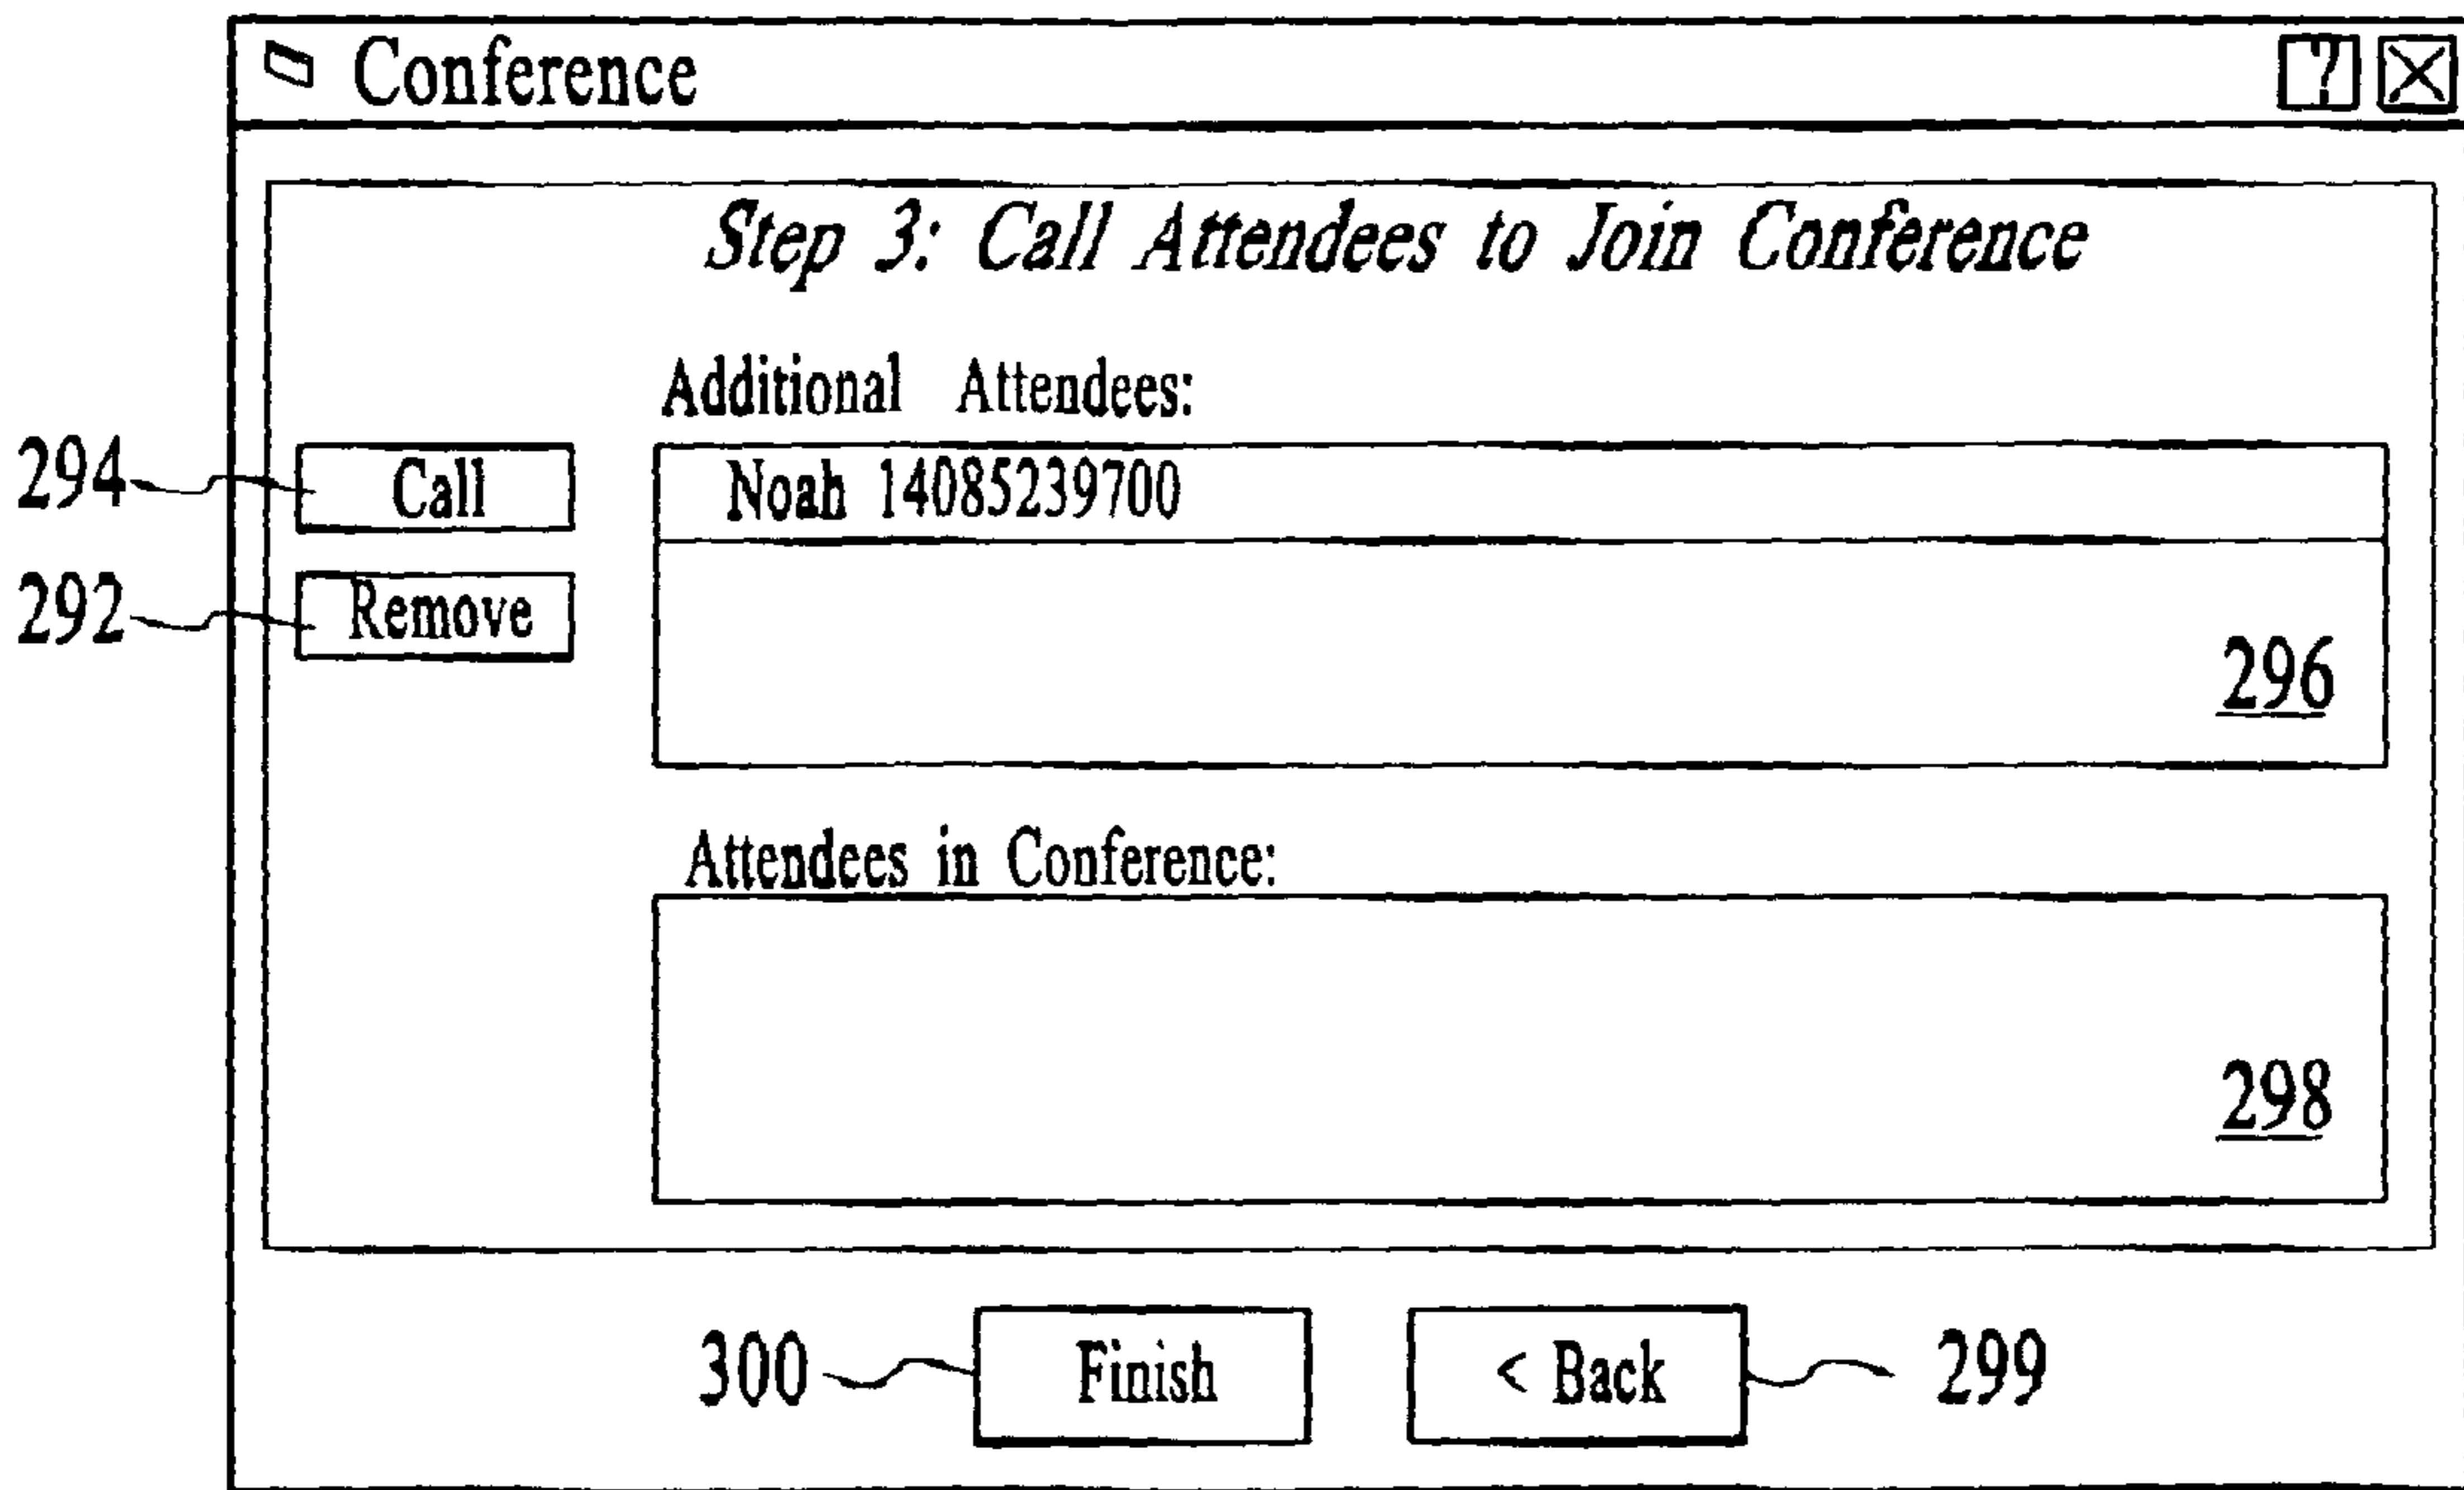 Conference ?
Step 3: Call Attendees to Join Conference
Additional Attendees:
294 Call Noah 14085239700
292 Remove
296
Attendees in Conference:
298
300 Finish < Back 299